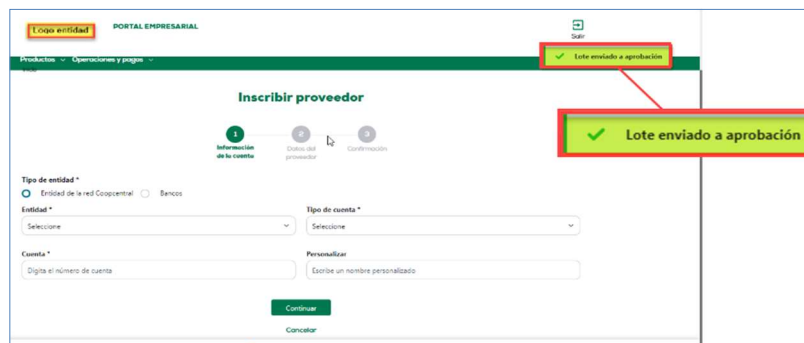 Logo entidad
PORTAL EMPRESARIAL
Salir
Productos Operaciones y pagos
Lote enviado a aprobación
Inscribir proveedor
Lote enviado a aprobación
1 2 3
Información de la cuenta
Datos del proveedor
Confirmación
Tipo de entidad *
Entidad de la red Coopcentral Bancos
Entidad * Tipo de cuenta *
Seleccione Seleccione
Cuenta * Personalizar
Digita el número de cuenta Escribe un nombre personalizado
Continuar
Cancelar